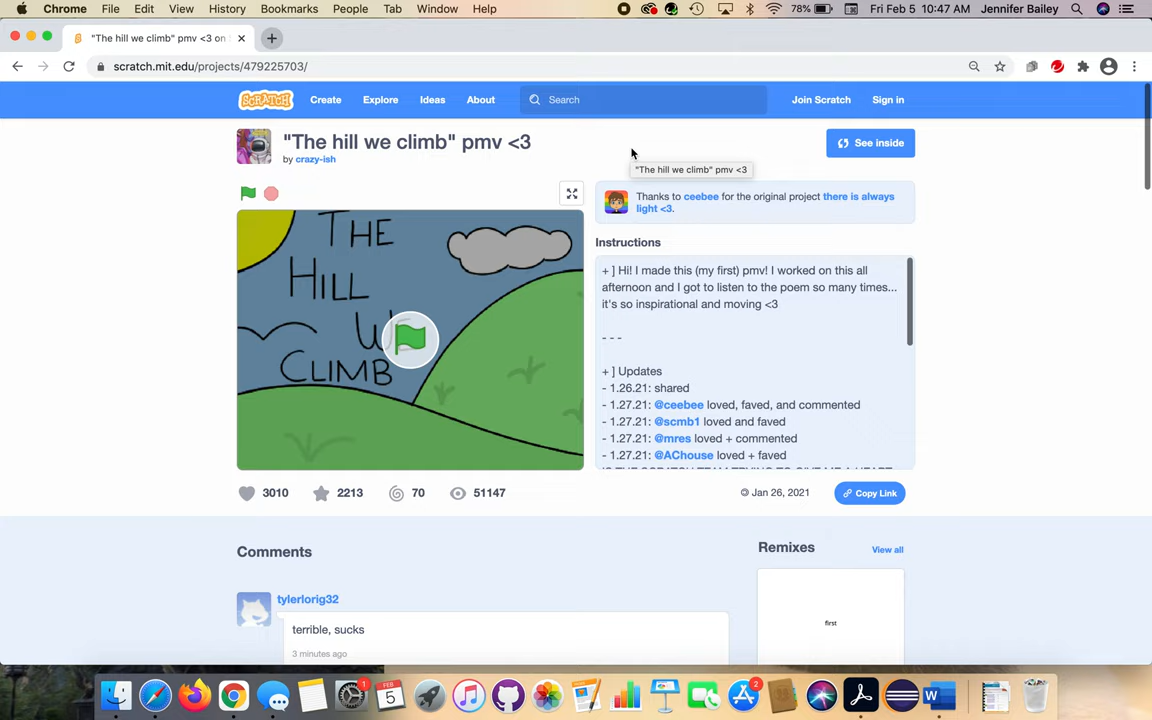 Chrome File Edit View History Bookmarks People Tab Window Help 78% Fri Feb 5 10:47 AM Jennifer Bailey
"The hill we climb" pmv <3 on
scratch.mit.edu/projects/479225703/
SCRATCH Create Explore Ideas About Search Join Scratch Sign in
"The hill we climb" pmv <3
by crazy-ish
See inside
"The hill we climb" pmv <3
Thanks to ceebee for the original project there is always
light <3.
THE
HILL
W
CLIMB
Instructions
+ ] Hi! I made this (my first) pmv! I worked on this all
afternoon and I got to listen to the poem so many times...
it's so inspirational and moving <3
- - -
+ ] Updates
- 1.26.21: shared
- 1.27.21: @ceebee loved, faved, and commented
- 1.27.21: @scmb1 loved and faved
- 1.27.21: @mres loved + commented
- 1.27.21: @AChouse loved + faved
3010 2213 70 51147
© Jan 26, 2021 Copy Link
Comments
tylerlorig32
terrible, sucks
3 minutes ago
Remixes View all
first
1
FEB
5
2
W